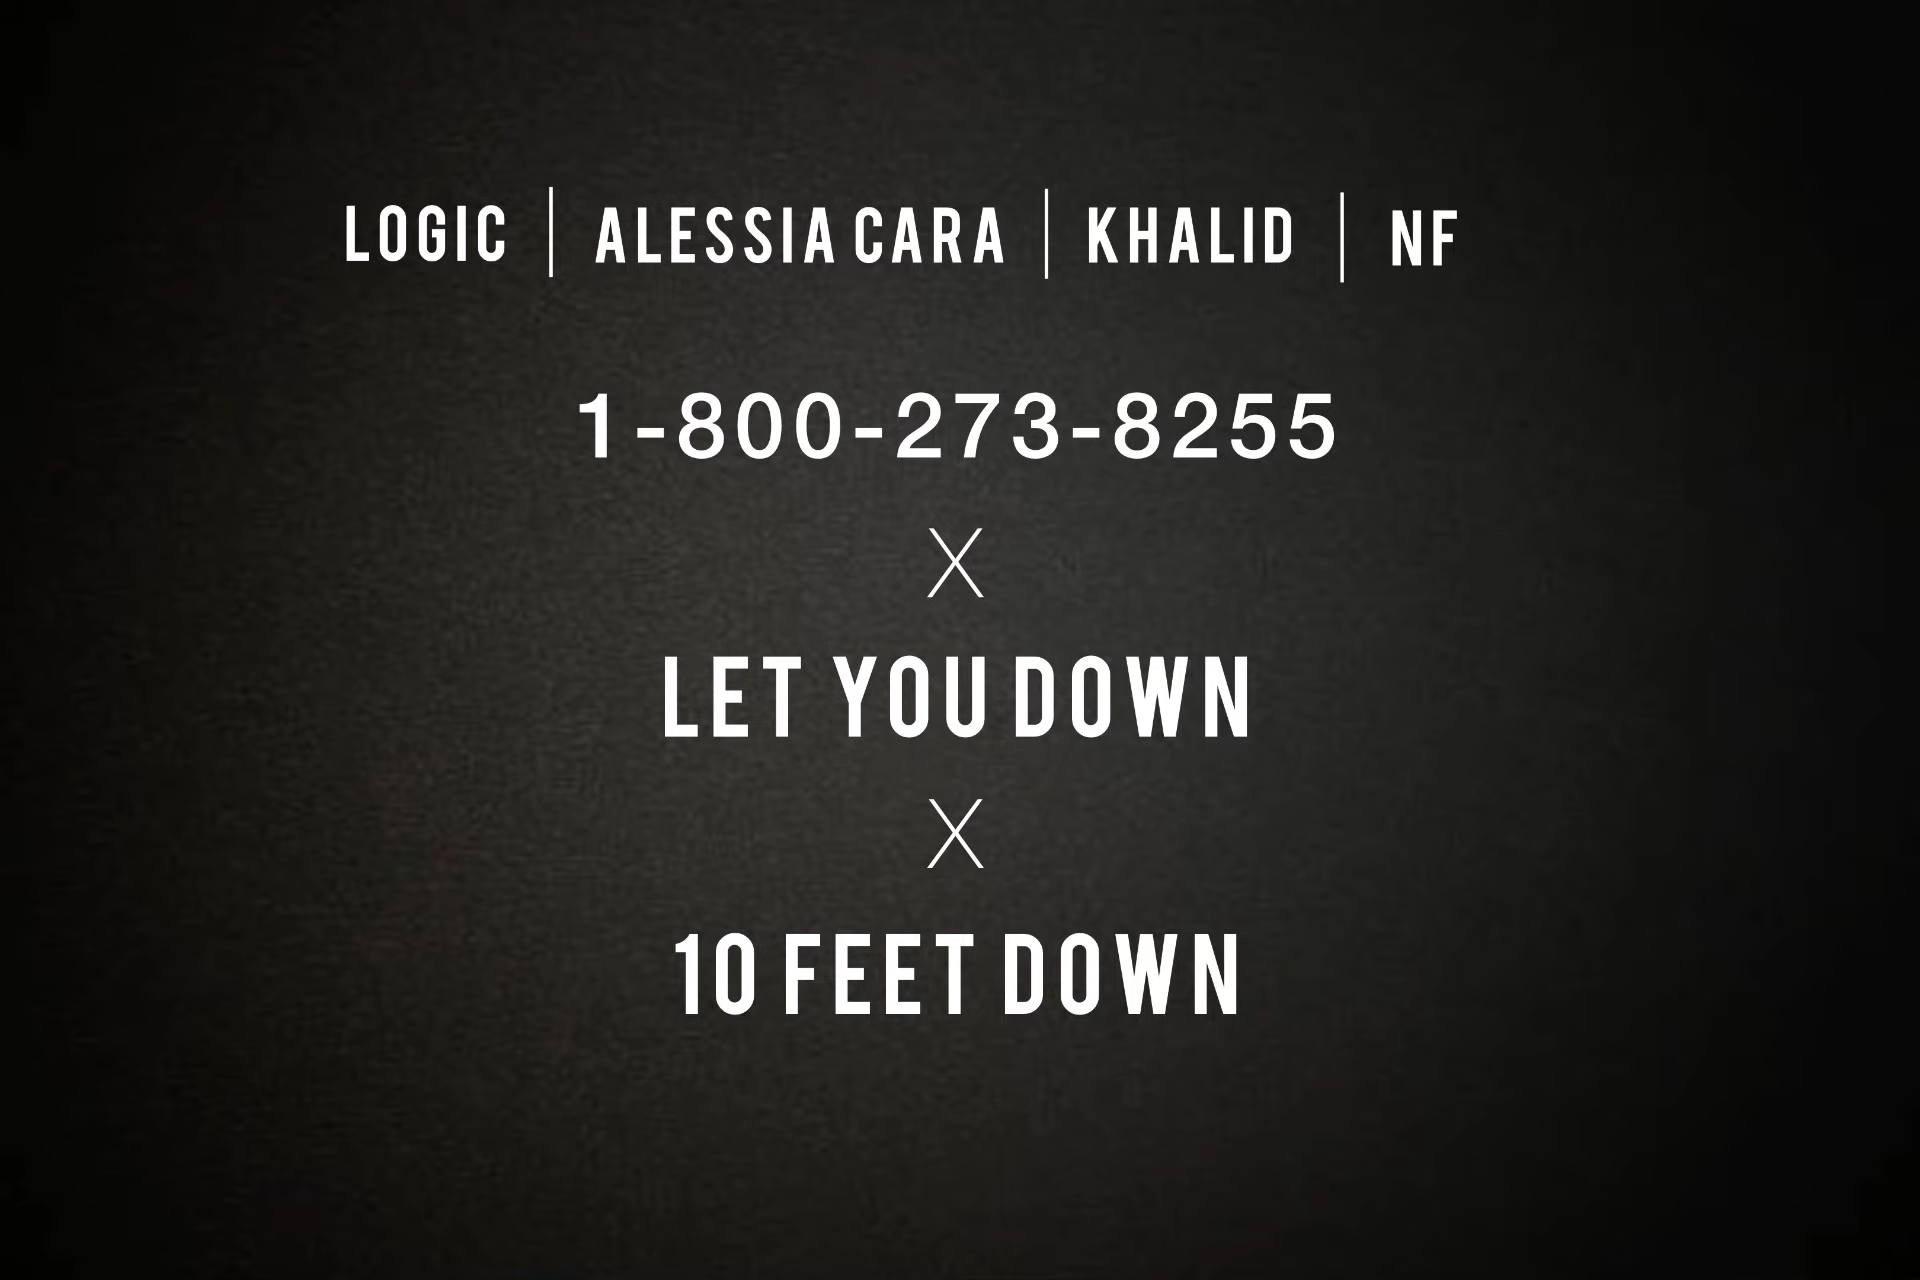 LOGIC | ALESSIA CARA | KHALID | NF
1-800-273-8255
X
LET YOU DOWN
X
10 FEET DOWN